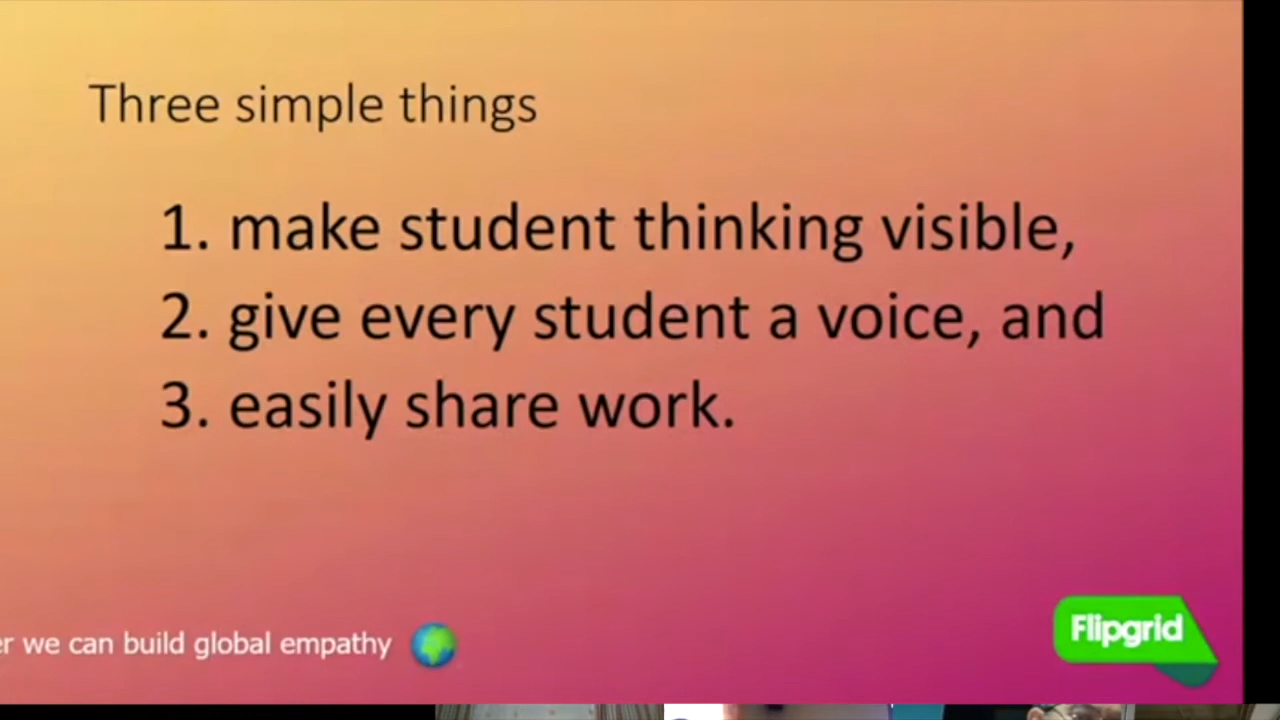 Three simple things
1. make student thinking visible,
2. give every student a voice, and
3. easily share work.
we can build global empathy
Flipgrid